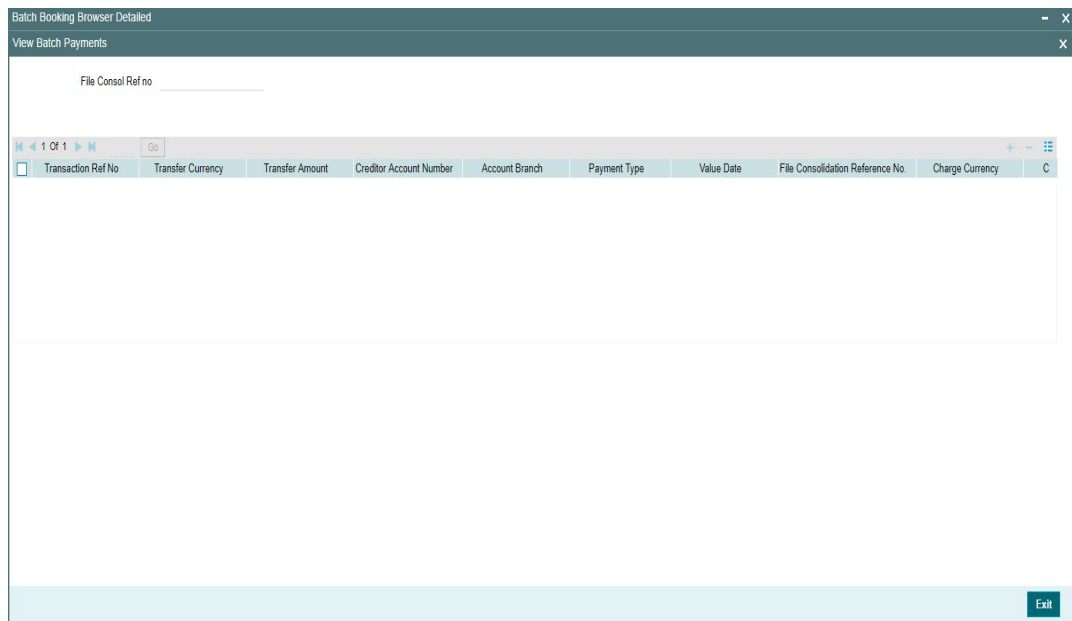 Batch Booking Browser Detailed
View Batch Payments
File Consol Ref no
1 Of 1 Go
Transaction Ref No Transfer Currency Transfer Amount Creditor Account Number Account Branch Payment Type Value Date File Consolidation Reference No. Charge Currency C
Exit